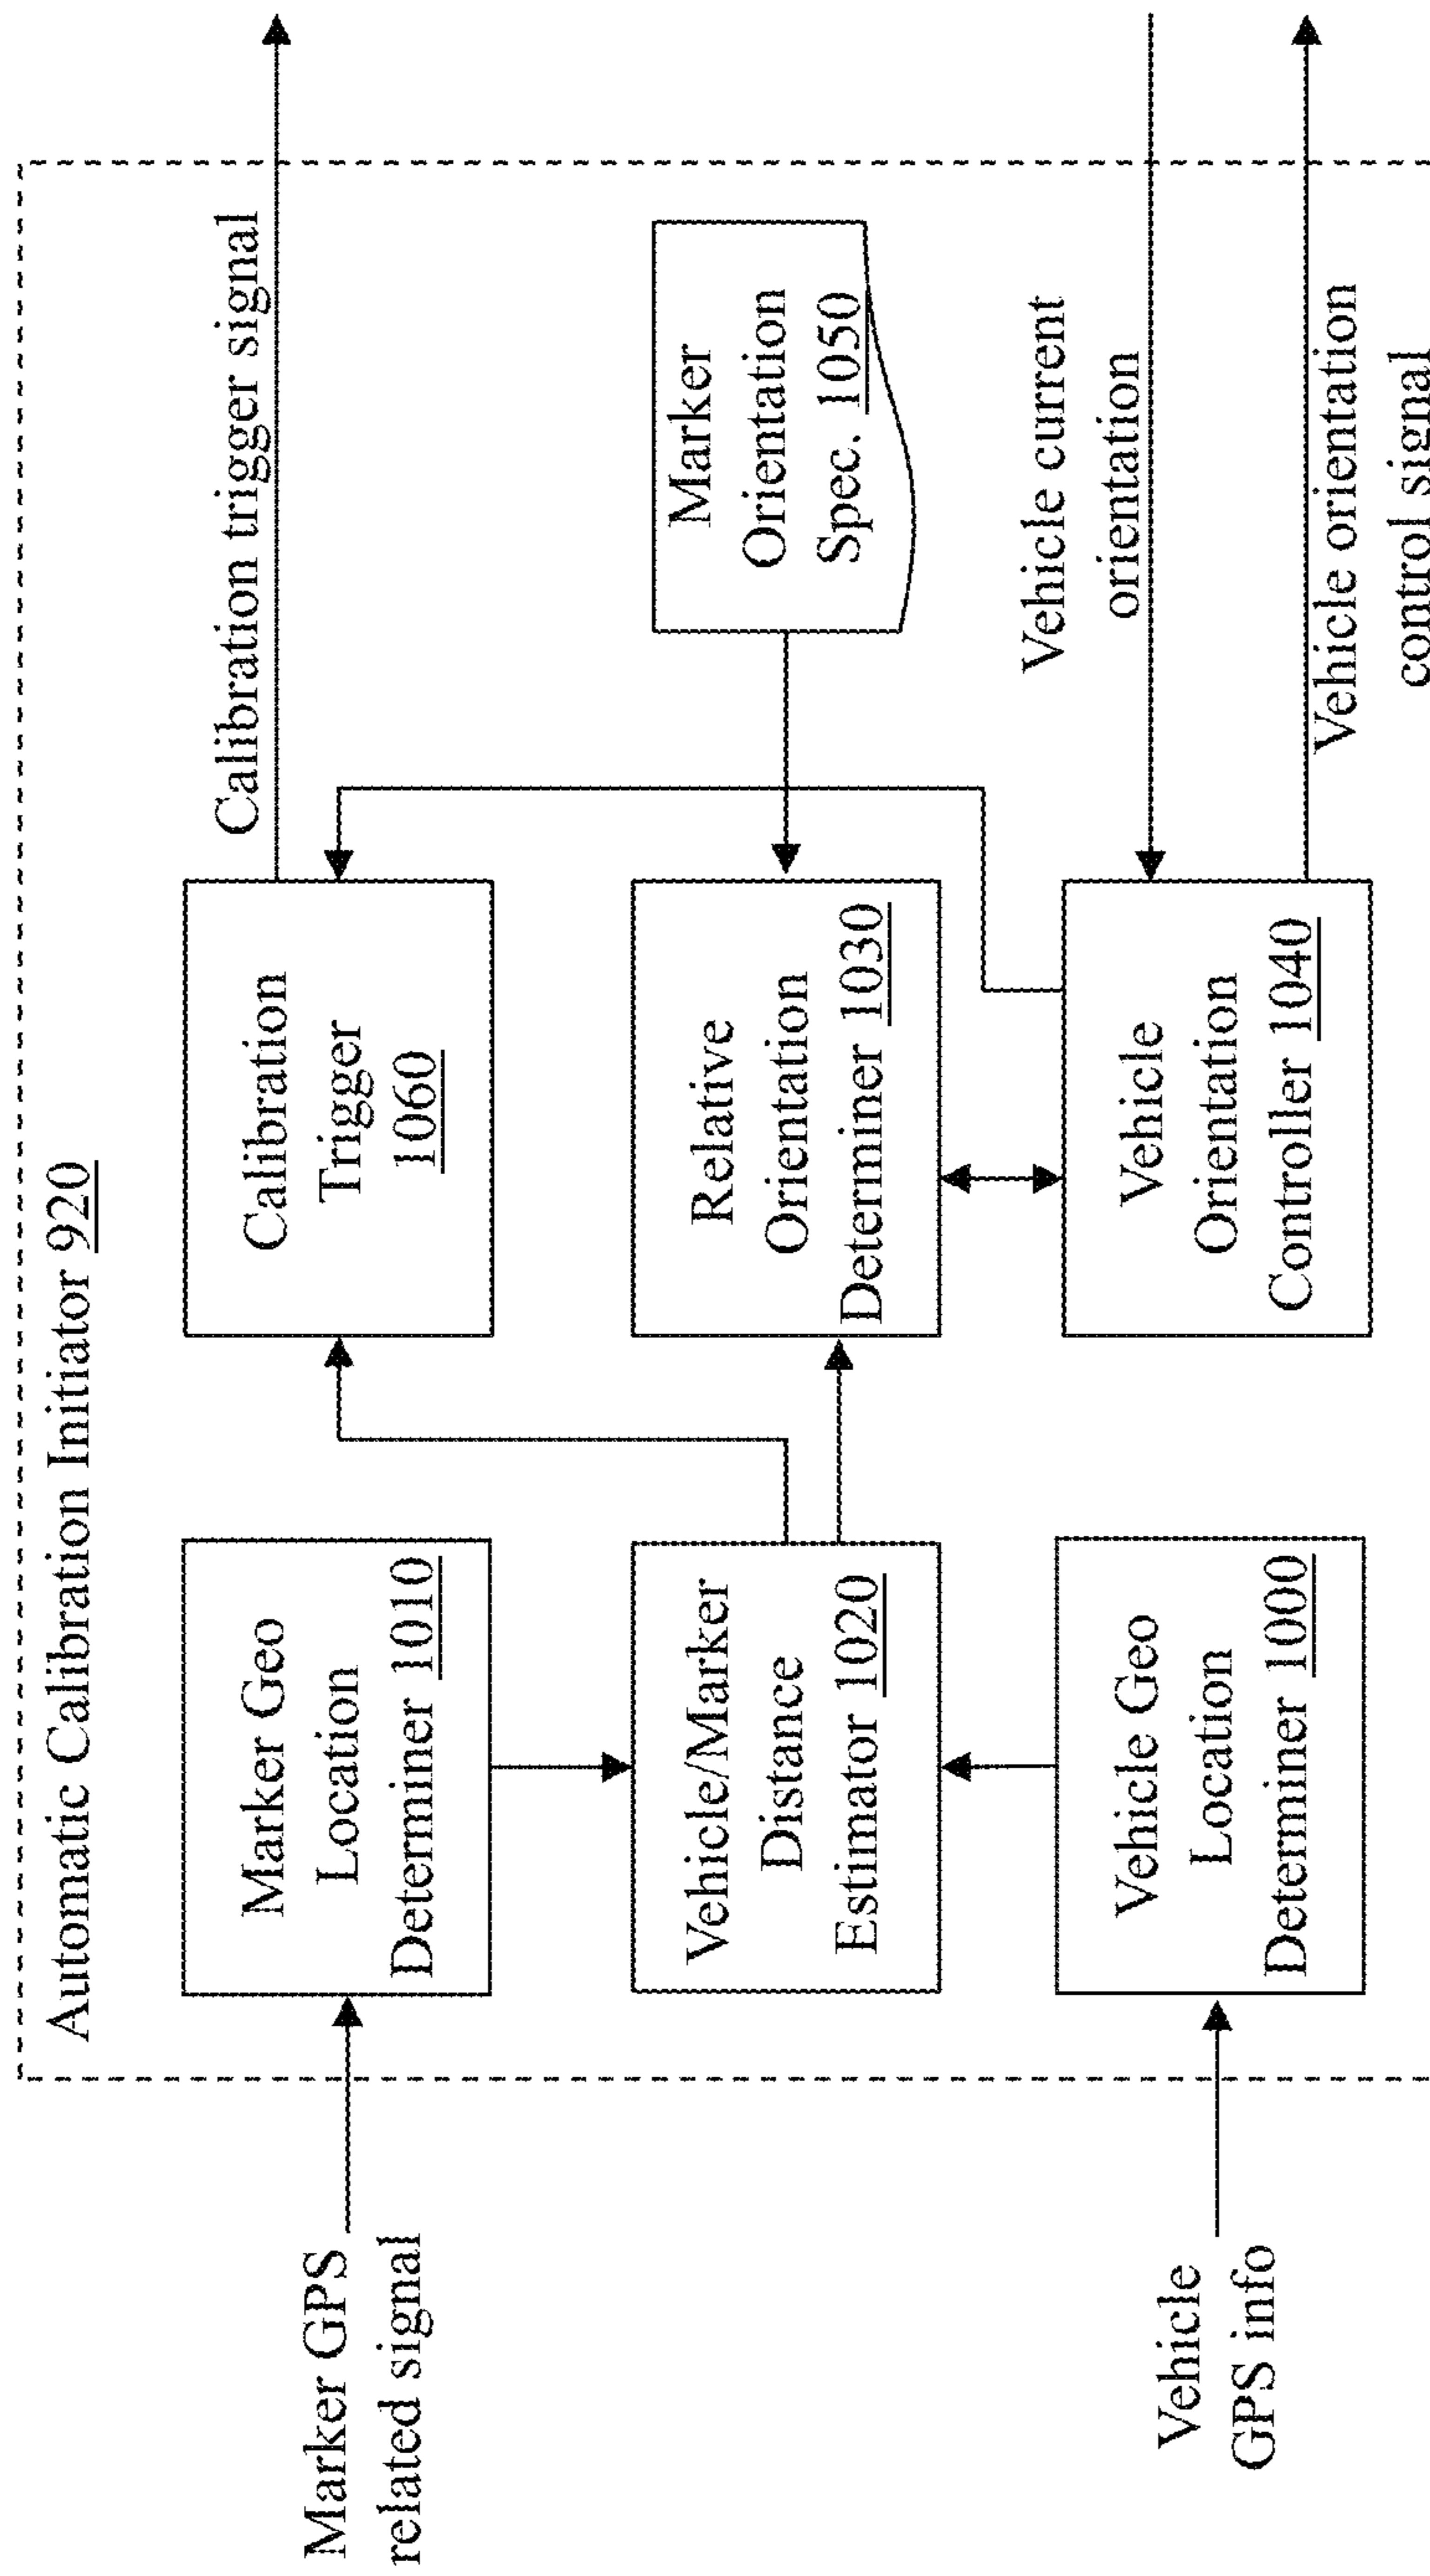 Automatic Calibration Initiator 920
Marker GPS
related signal
Marker Geo
Location
Determiner 1010
Calibration
Trigger
1060
Calibration trigger signal
Vehicle/Marker
Distance
Estimator 1020
Relative
Orientation
Determiner 1030
Marker
Orientation
Spec. 1050
Vehicle
GPS info
Vehicle Geo
Location
Determiner 1000
Vehicle
Orientation
Controller 1040
Vehicle current
orientation
Vehicle orientation
control signal